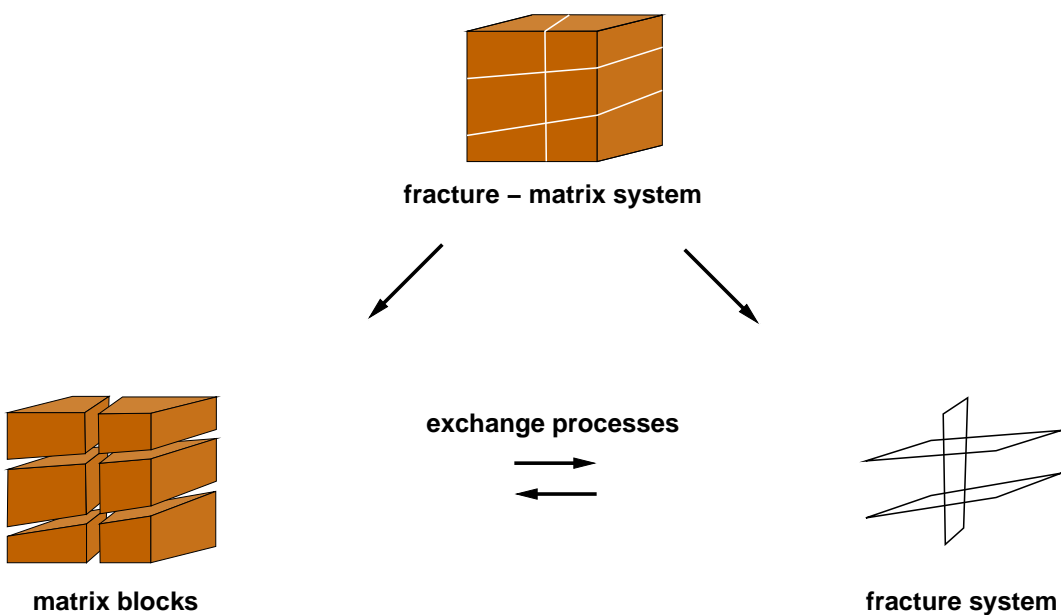 fracture – matrix system
exchange processes
matrix blocks
fracture system